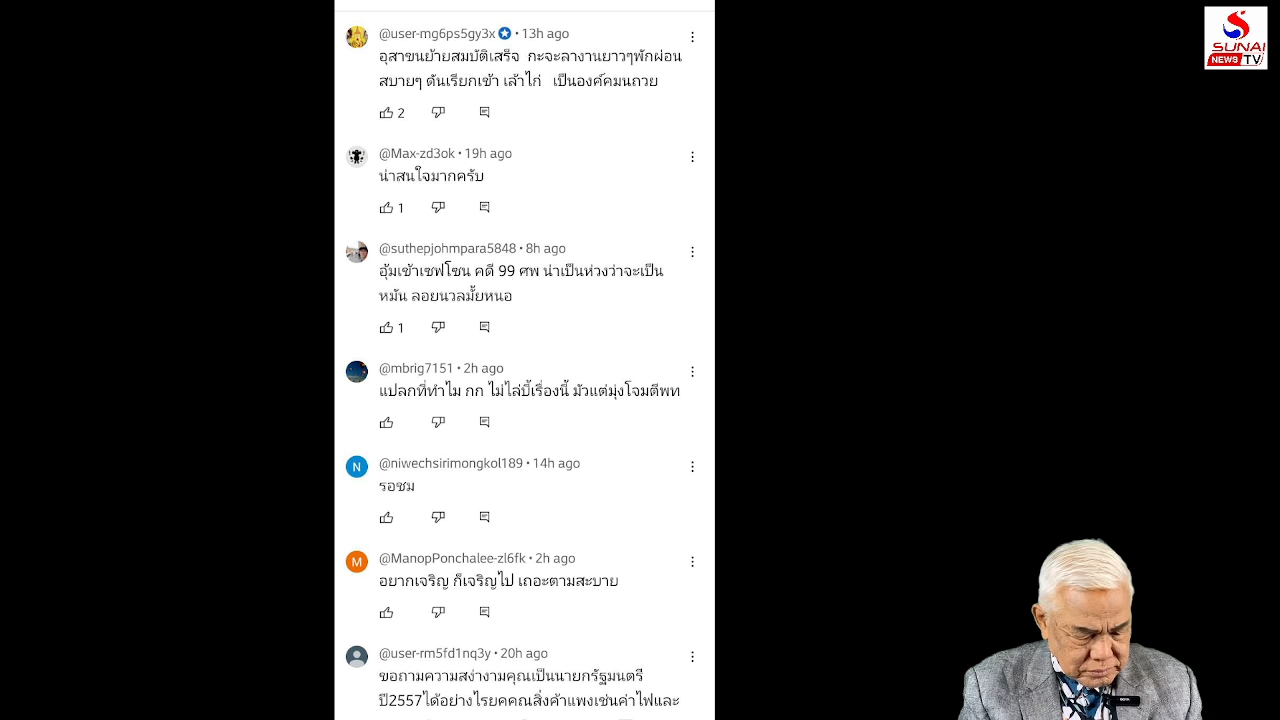 SUNAI
NEWS TV
@user-mg6ps5gy3x • 13h ago
อุสาขนย้ายสมบัติเสร็จ กะจะลางานยาวๆพักผ่อน
สบายๆ ดันเรียกเข้า เล้าไก่ เป็นองค์คมนถวย
2
@Max-zd3ok • 19h ago
น่าสนใจมากครับ
1
@suthepjohmpara5848 • 8h ago
อุ้มเข้าเซฟโซน คดี 99 ศพ น่าเป็นห่วงว่าจะเป็น
หมัน ลอยนวลมั้ยหนอ
1
@mbrig7151 • 2h ago
แปลกที่ทำไม กก ไม่ไล่บี้เรื่องนี้ มัวแต่มุ่งโจมตีพท
N
@niwechsirimongkol189 • 14h ago
รอชม
M
@ManopPonchalee-zl6fk • 2h ago
อยากเจริญ ก็เจริญไป เถอะตามสะบาย
@user-rm5fd1nq3y • 20h ago
ขอถามความสง่างามคุณเป็นนายกรัฐมนตรี
ปี2557ได้อย่างไรยุคคุณสิ่งค้าแพงเช่นค่าไฟและ